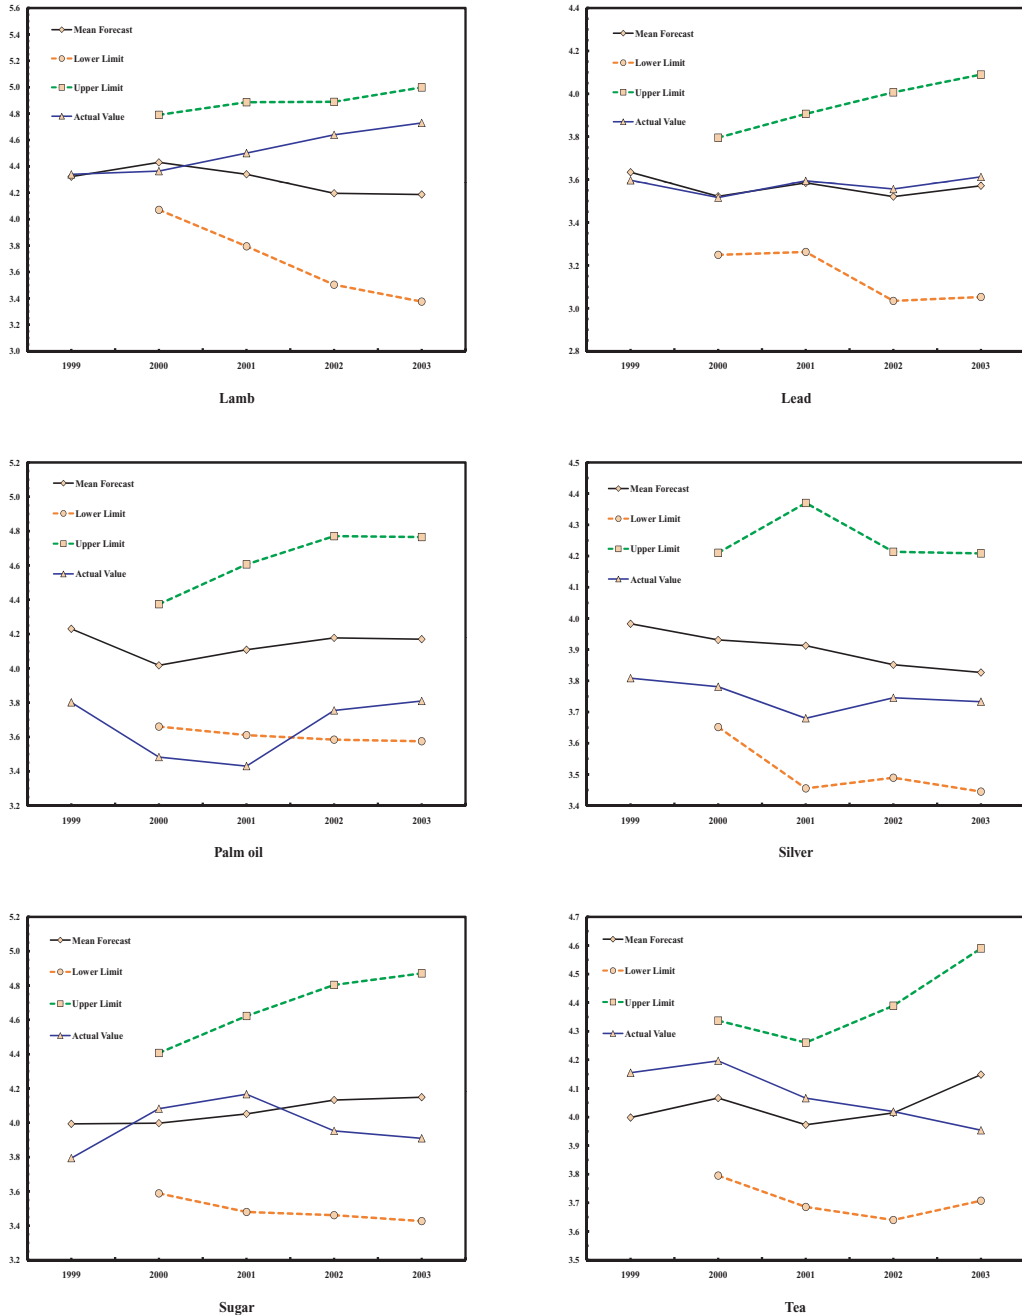 5.6
5.4
5.2
5.0
4.8
4.6
4.4
4.2
4.0
3.8
3.6
3.4
3.2
3.0
Mean Forecast
Lower Limit
Upper Limit
Actual Value
1999 2000 2001 2002 2003
Lamb
4.4
4.2
4.0
3.8
3.6
3.4
3.2
3.0
2.8
Mean Forecast
Lower Limit
Upper Limit
Actual Value
1999 2000 2001 2002 2003
Lead
5.2
5.0
4.8
4.6
4.4
4.2
4.0
3.8
3.6
3.4
3.2
Mean Forecast
Lower Limit
Upper Limit
Actual Value
1999 2000 2001 2002 2003
Palm oil
4.5
4.4
4.3
4.2
4.1
4.0
3.9
3.8
3.7
3.6
3.5
3.4
Mean Forecast
Lower Limit
Upper Limit
Actual Value
1999 2000 2001 2002 2003
Silver
5.2
5.0
4.8
4.6
4.4
4.2
4.0
3.8
3.6
3.4
3.2
Mean Forecast
Lower Limit
Upper Limit
Actual Value
1999 2000 2001 2002 2003
Sugar
4.7
4.6
4.5
4.4
4.3
4.2
4.1
4.0
3.9
3.8
3.7
3.6
3.5
Mean Forecast
Lower Limit
Upper Limit
Actual Value
1999 2000 2001 2002 2003
Tea